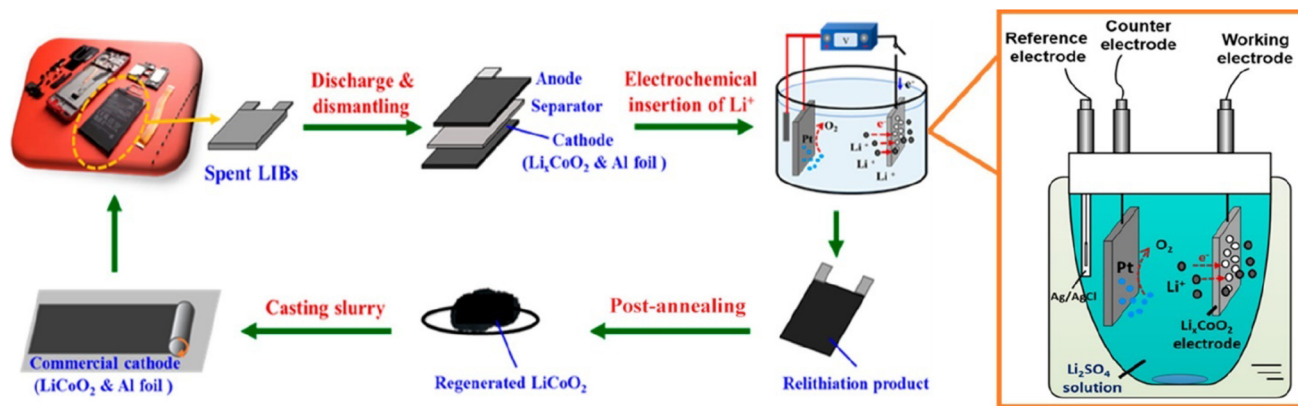 Spent LIBs
Discharge &
dismantling
Anode
Separator
Cathode
(LiₓCoO₂ & Al foil )
Electrochemical
insertion of Li⁺
V
e⁻
Pt
O₂
e⁻
Li⁺
Li⁺
Li⁺
Relithiation product
Post-annealing
Regenerated LiCoO₂
Casting slurry
Commercial cathode
(LiCoO₂ & Al foil )
Reference
electrode
Counter
electrode
Working
electrode
O₂
Pt
e⁻
Li⁺
Ag/AgCl
LiₓCoO₂
electrode
Li₂SO₄
solution